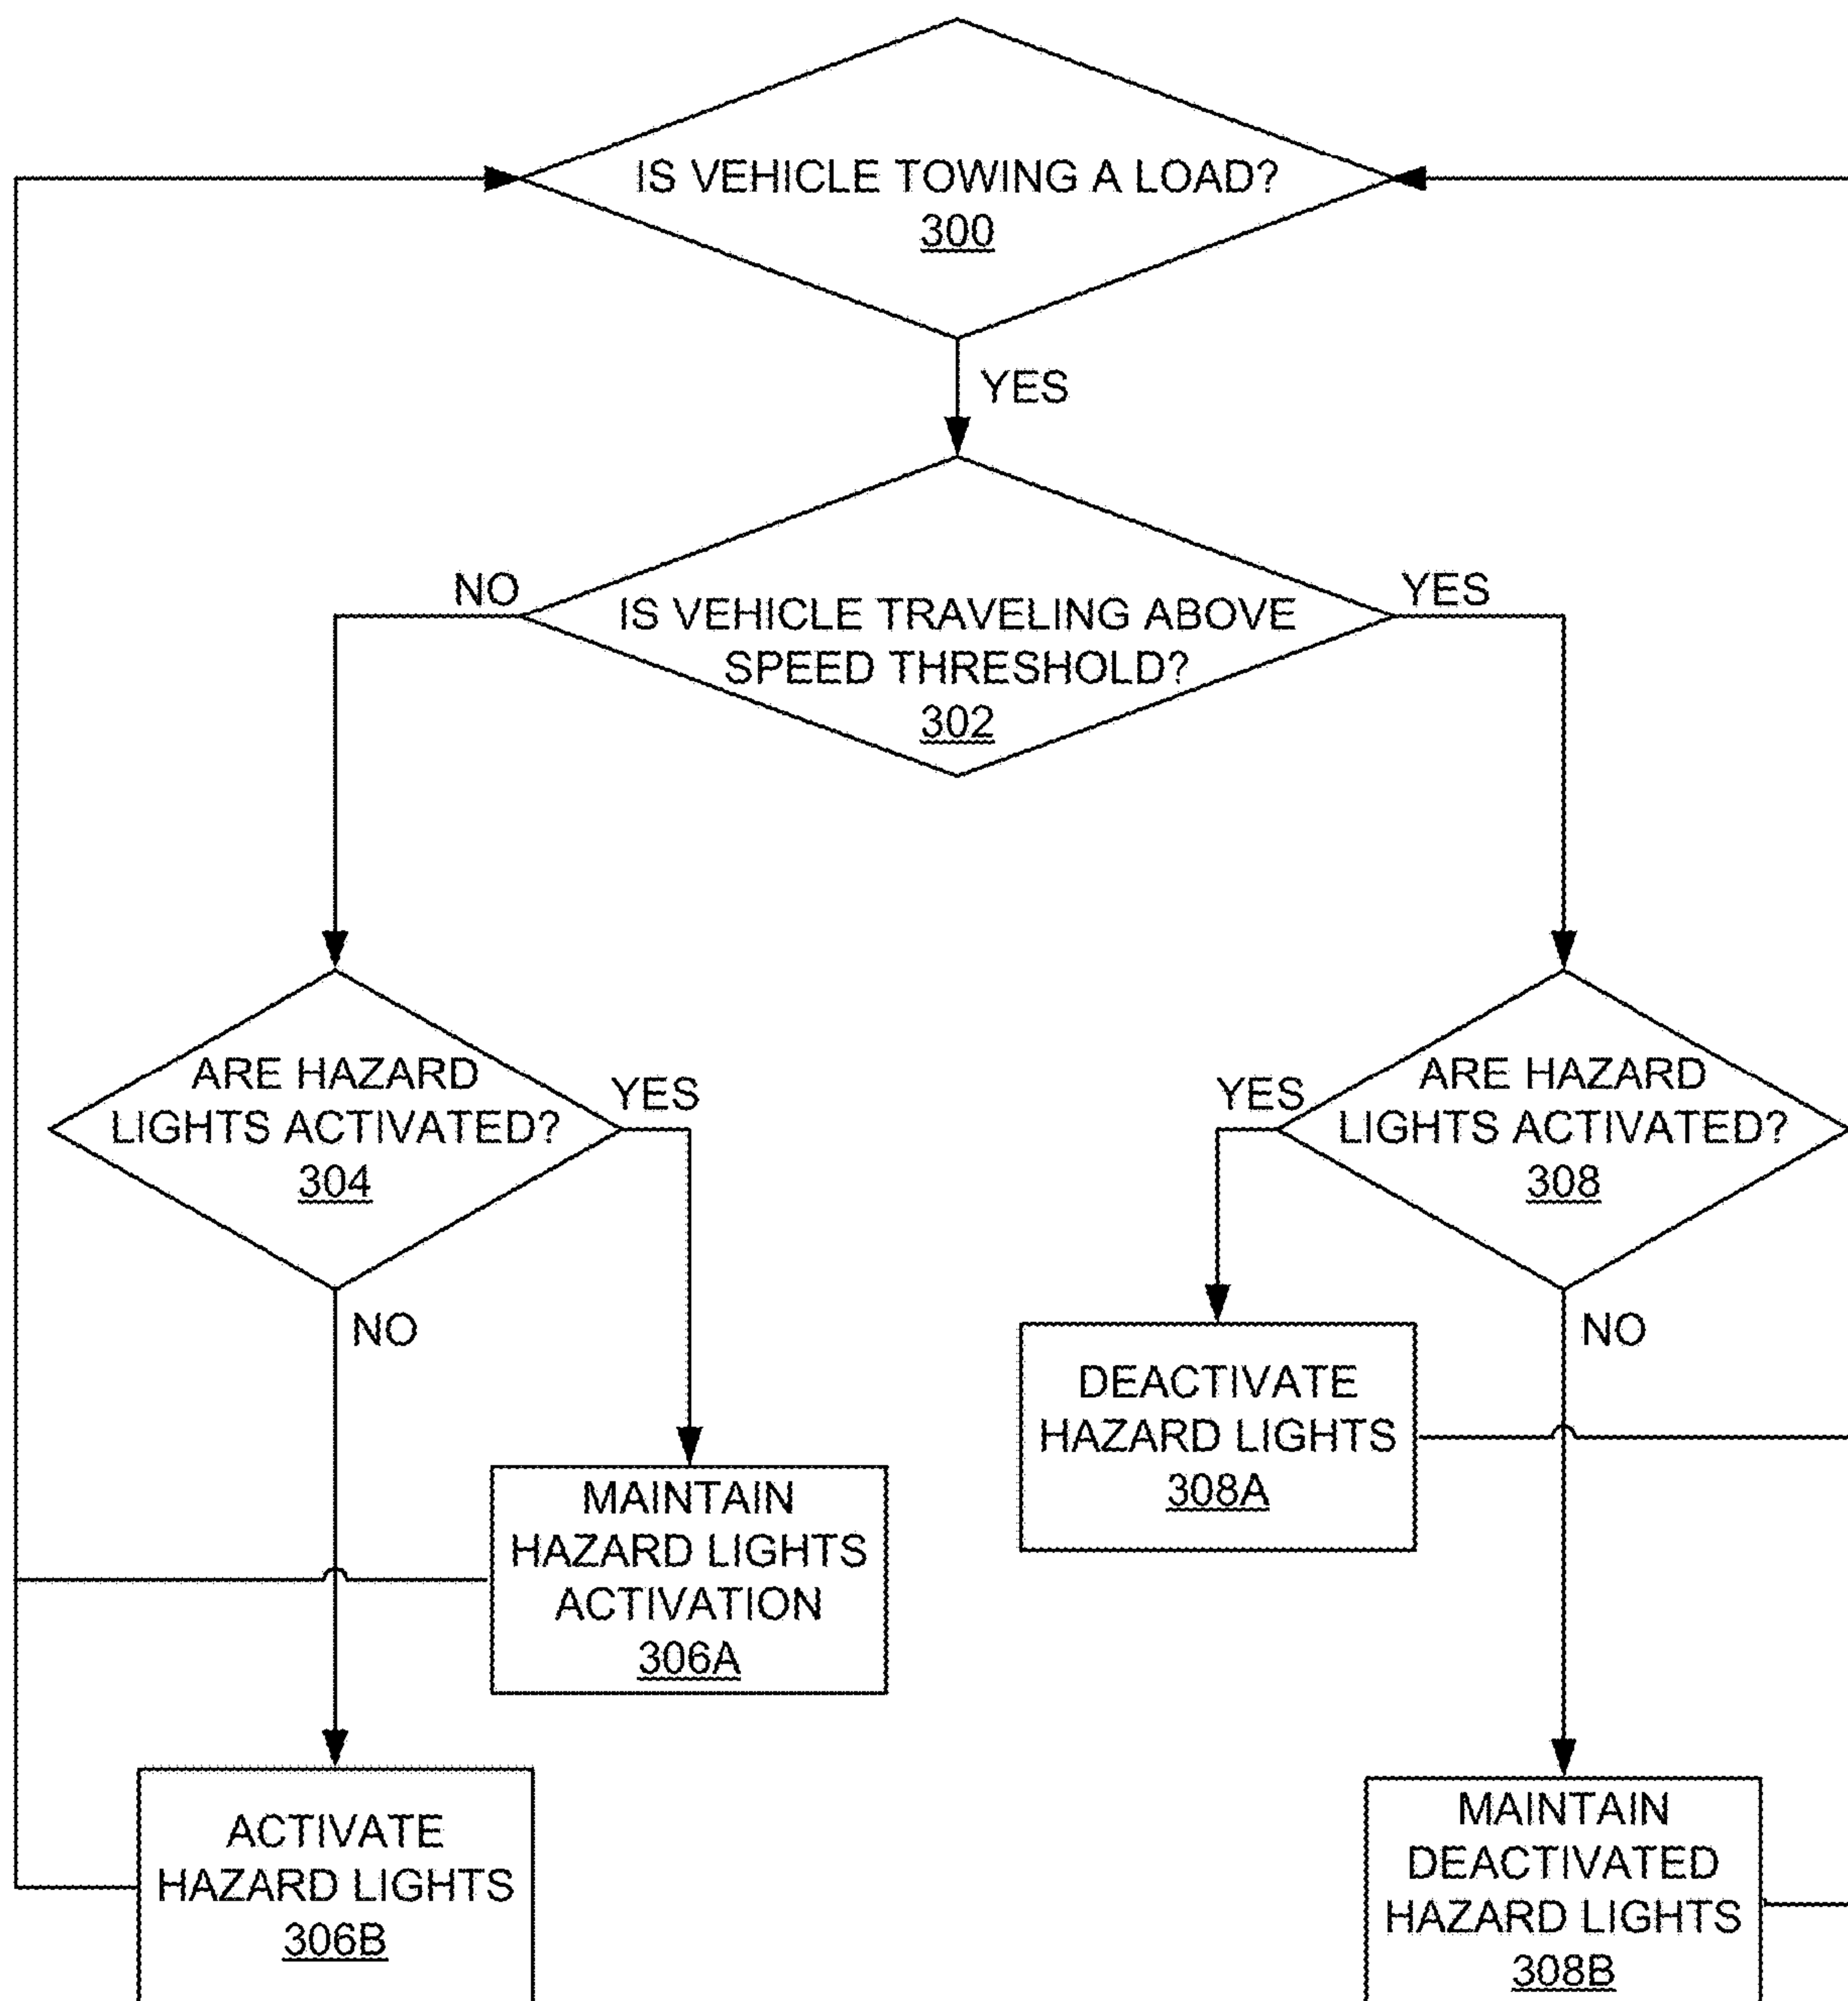 IS VEHICLE TOWING A LOAD?
300
YES
NO
YES
IS VEHICLE TRAVELING ABOVE
SPEED THRESHOLD?
302
ARE HAZARD
LIGHTS ACTIVATED?
304
YES
NO
YES
ARE HAZARD
LIGHTS ACTIVATED?
308
NO
DEACTIVATE
HAZARD LIGHTS
308A
MAINTAIN
HAZARD LIGHTS
ACTIVATION
306A
ACTIVATE
HAZARD LIGHTS
306B
MAINTAIN
DEACTIVATED
HAZARD LIGHTS
308B